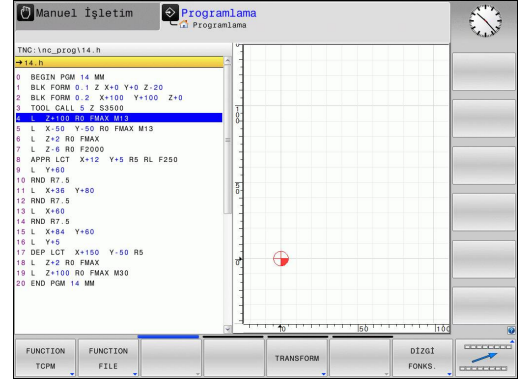 Manuel İşletim
Programlama
Programlama
TNC:\nc_prog\14.h
→14.h
0 BEGIN PGM 14 MM
1 BLK FORM 0.1 Z X+0 Y+0 Z-20
2 BLK FORM 0.2 X+100 Y+100 Z+0
3 TOOL CALL 5 Z S3500
4 L Z+100 R0 FMAX M13
5 L X-50 Y-50 R0 FMAX M13
6 L Z+2 R0 FMAX
7 L Z-6 R0 F2000
8 APPR LCT X+12 Y+5 R5 RL F250
9 L Y+60
10 RND R7.5
11 L X+36 Y+80
12 RND R7.5
13 L X+60
14 RND R7.5
15 L X+84 Y+60
16 L Y+5
17 DEP LCT X+150 Y-50 R5
18 L Z+2 R0 FMAX
19 L Z+100 R0 FMAX M30
20 END PGM 14 MM
100
50
0
0 50 100
FUNCTION TCPM
FUNCTION FILE
TRANSFORM
DİZGİ FONKS.